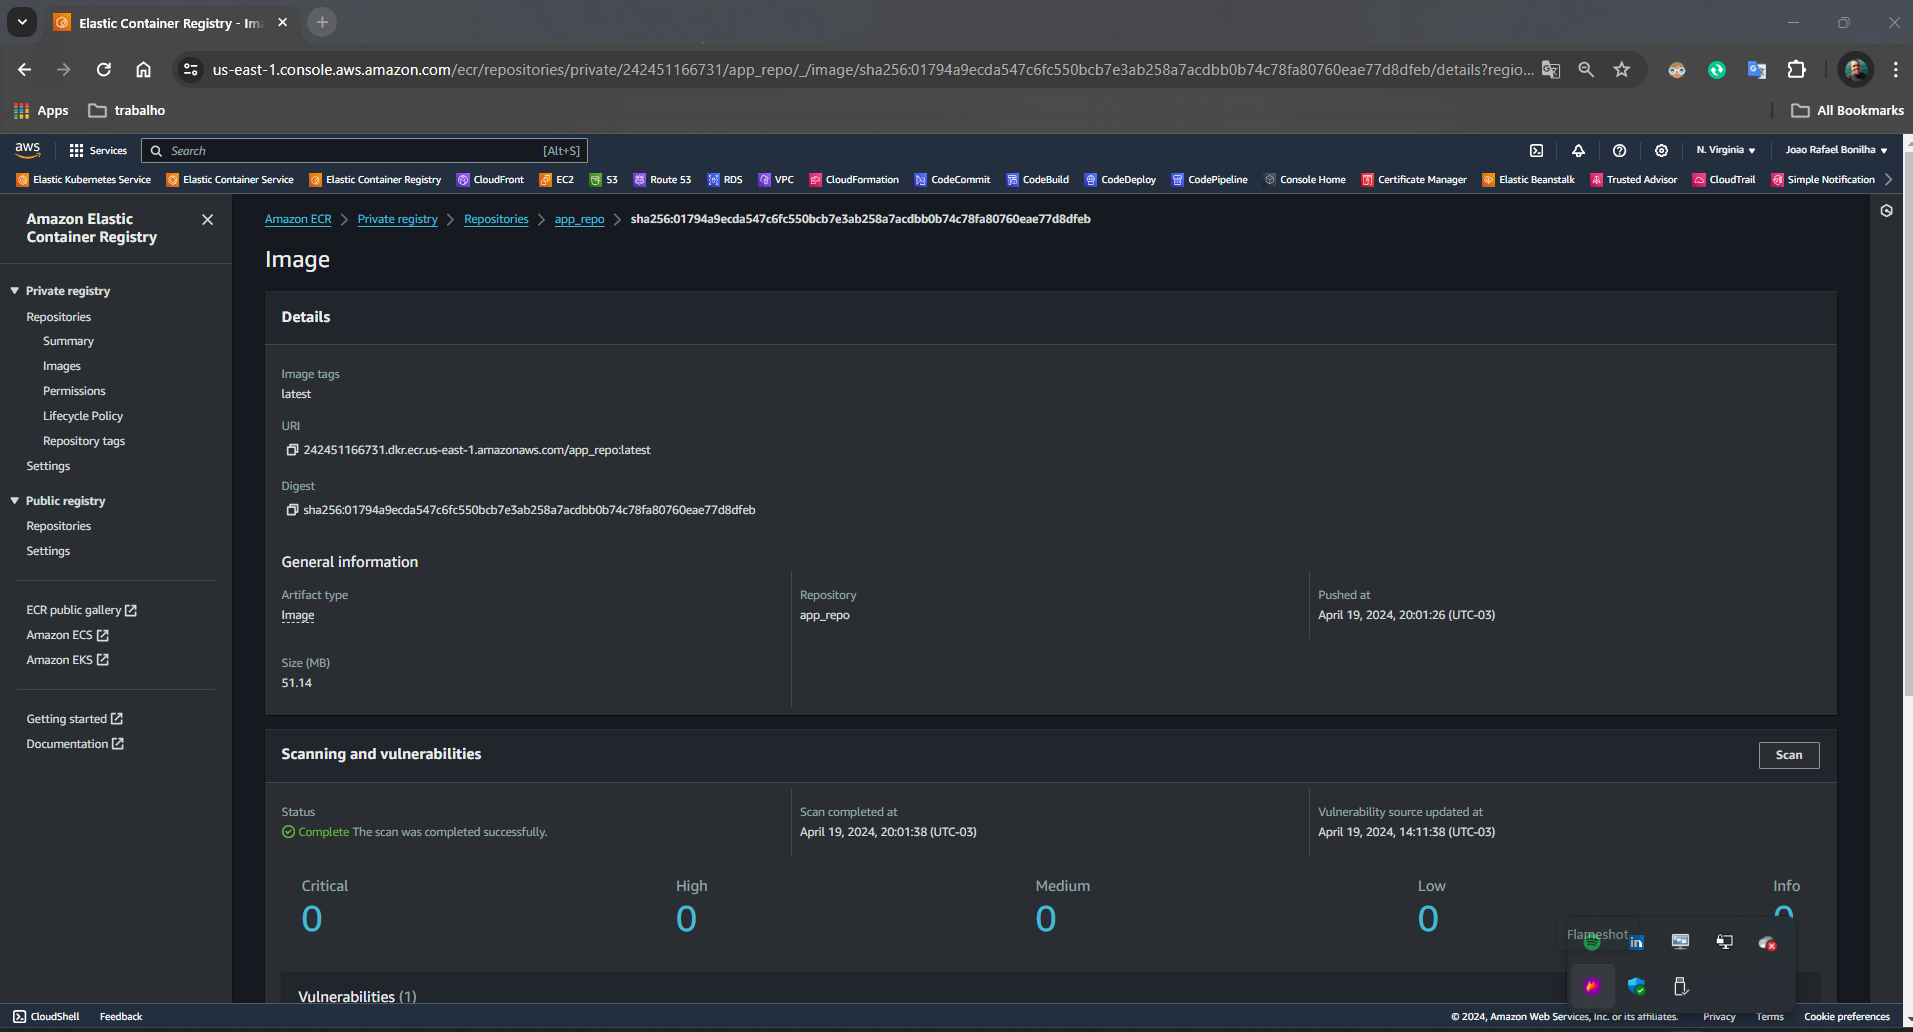 Elastic Container Registry - Ima
us-east-1.console.aws.amazon.com/ecr/repositories/private/242451166731/app_repo/_/image/sha256:01794a9ecda547c6fc550bcb7e3ab258a7acdbb0b74c78fa80760eae77d8dfeb/details?regio...
Apps trabalho All Bookmarks
aws Services Search [Alt+S] N. Virginia Joao Rafael Bonilha
Elastic Kubernetes Service Elastic Container Service Elastic Container Registry CloudFront EC2 S3 Route 53 RDS VPC CloudFormation CodeCommit CodeBuild CodeDeploy CodePipeline Console Home Certificate Manager Elastic Beanstalk Trusted Advisor CloudTrail Simple Notification
Amazon Elastic
Container Registry
Private registry
Repositories
Summary
Images
Permissions
Lifecycle Policy
Repository tags
Settings
Public registry
Repositories
Settings
ECR public gallery
Amazon ECS
Amazon EKS
Getting started
Documentation
Amazon ECR Private registry Repositories app_repo sha256:01794a9ecda547c6fc550bcb7e3ab258a7acdbb0b74c78fa80760eae77d8dfeb
Image
Details
Image tags
latest
URI
242451166731.dkr.ecr.us-east-1.amazonaws.com/app_repo:latest
Digest
sha256:01794a9ecda547c6fc550bcb7e3ab258a7acdbb0b74c78fa80760eae77d8dfeb
General information
Artifact type Repository Pushed at
Image app_repo April 19, 2024, 20:01:26 (UTC-03)
Size (MB)
51.14
Scanning and vulnerabilities Scan
Status Scan completed at Vulnerability source updated at
Complete The scan was completed successfully. April 19, 2024, 20:01:38 (UTC-03) April 19, 2024, 14:11:38 (UTC-03)
Critical High Medium Low Info
0 0 0 0 0
Flameshot
in
Vulnerabilities (1)
CloudShell Feedback © 2024, Amazon Web Services, Inc. or its affiliates. Privacy Terms Cookie preferences